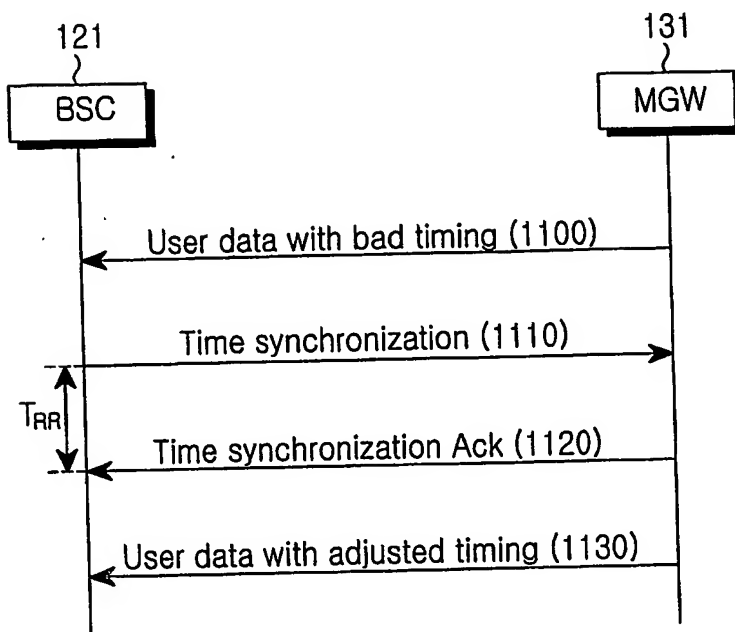 121
131
BSC
MGW
User data with bad timing (1100)
Time synchronization (1110)
TRR
Time synchronization Ack (1120)
User data with adjusted timing (1130)